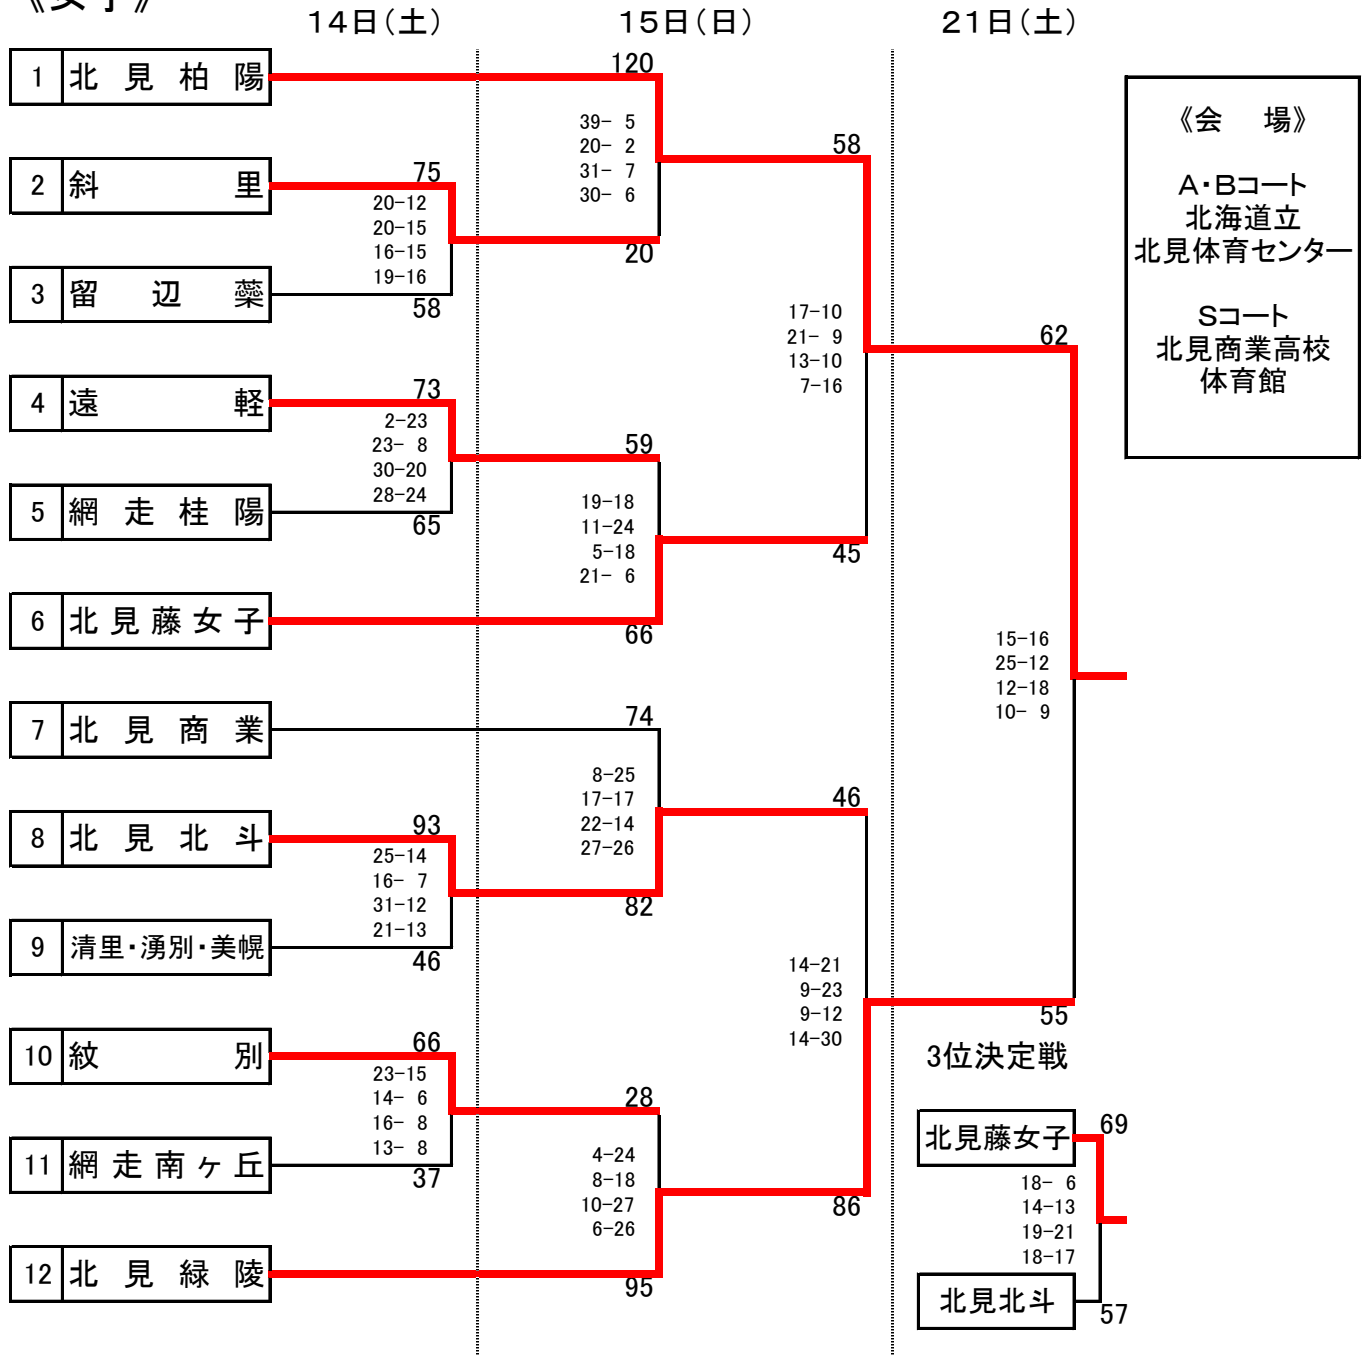 《女子》
14日(土)
15日(日)
21日(土)
1 北見柏陽
2 斜里
3 留辺蘂
4 遠軽
5 網走桂陽
6 北見藤女子
7 北見商業
8 北見北斗
9 清里・湧別・美幌
10 紋別
11 網走南ヶ丘
12 北見緑陵
75
20-12
20-15
16-15
19-16
58
73
2-23
23- 8
30-20
28-24
65
93
25-14
16- 7
31-12
21-13
46
66
23-15
14- 6
16- 8
13- 8
37
120
39- 5
20- 2
31- 7
30- 6
20
59
19-18
11-24
5-18
21- 6
66
74
8-25
17-17
22-14
27-26
82
28
4-24
8-18
10-27
6-26
95
58
17-10
21- 9
13-10
7-16
45
46
14-21
9-23
9-12
14-30
86
62
15-16
25-12
12-18
10- 9
55
3位決定戦
北見藤女子
69
18- 6
14-13
19-21
18-17
北見北斗
57
《会　場》
A・Bコート
北海道立
北見体育センター
Sコート
北見商業高校
体育館